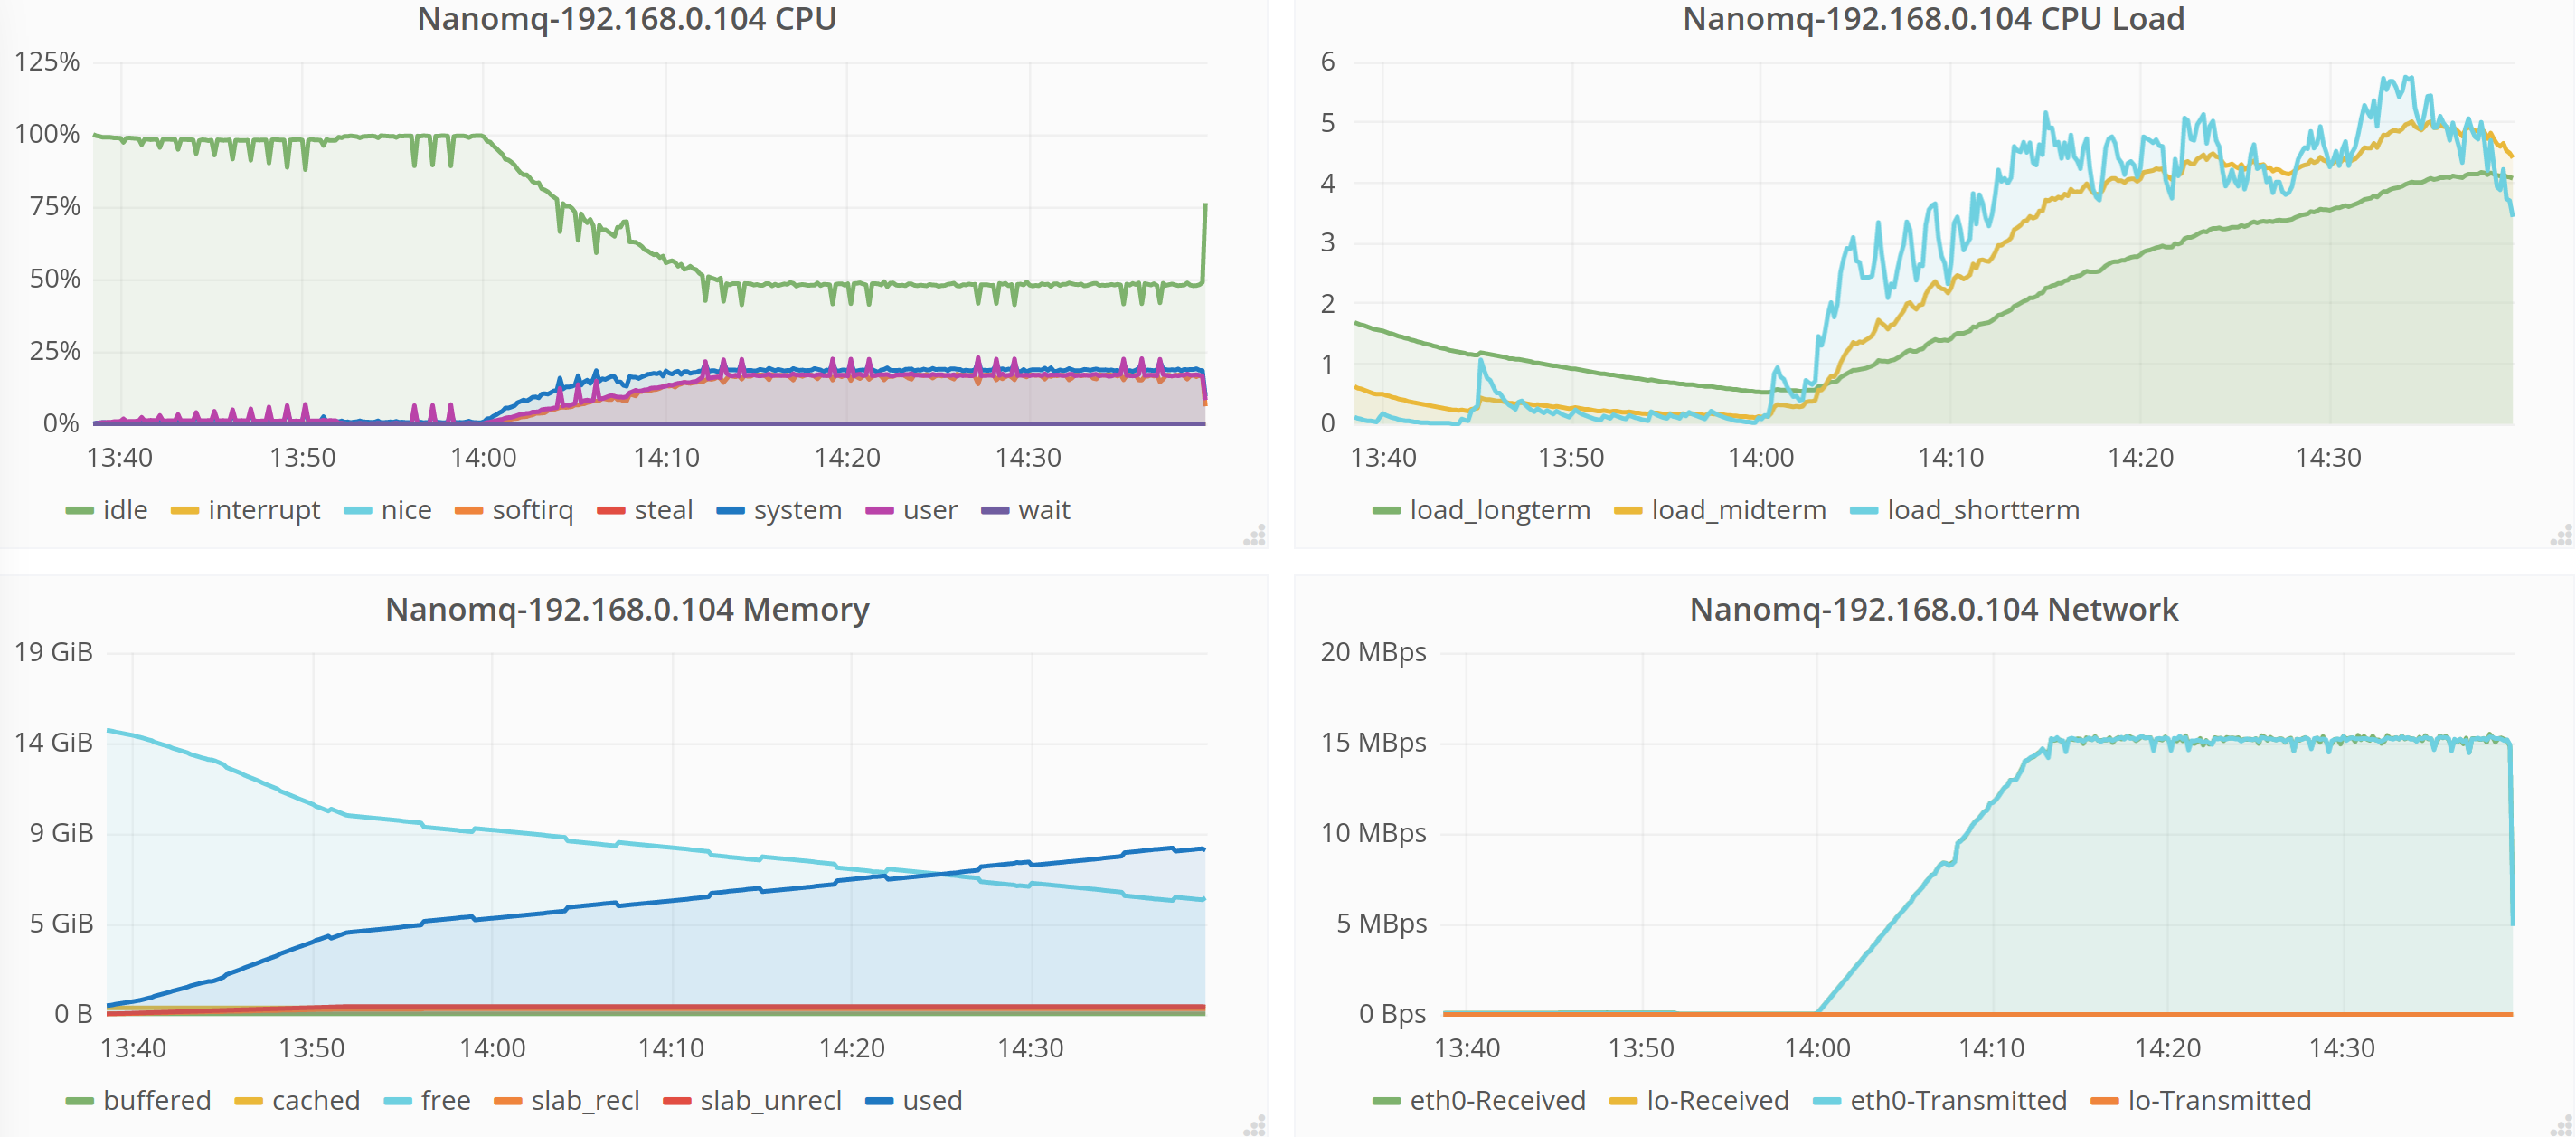 Nanomq-192.168.0.104 CPU
125%
100%
75%
50%
25%
0%
13:40 13:50 14:00 14:10 14:20 14:30
idle interrupt nice softirq steal system user wait
Nanomq-192.168.0.104 CPU Load
6
5
4
3
2
1
0
13:40 13:50 14:00 14:10 14:20 14:30
load_longterm load_midterm load_shortterm
Nanomq-192.168.0.104 Memory
19 GiB
14 GiB
9 GiB
5 GiB
0 B
13:40 13:50 14:00 14:10 14:20 14:30
buffered cached free slab_recl slab_unrecl used
Nanomq-192.168.0.104 Network
20 MBps
15 MBps
10 MBps
5 MBps
0 Bps
13:40 13:50 14:00 14:10 14:20 14:30
eth0-Received lo-Received eth0-Transmitted lo-Transmitted